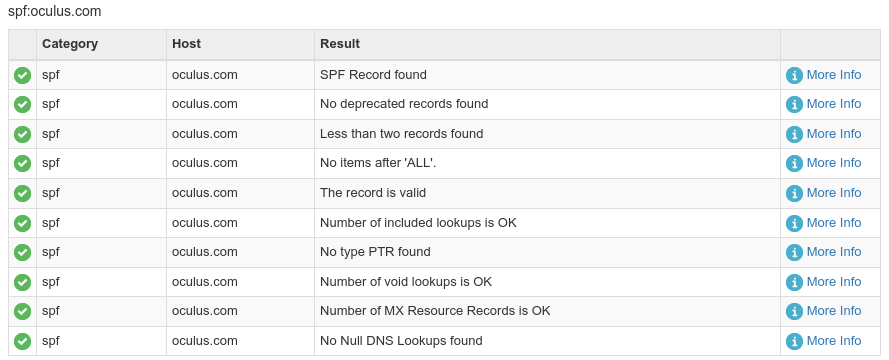 spf:oculus.com
Category Host Result
spf oculus.com SPF Record found More Info
spf oculus.com No deprecated records found More Info
spf oculus.com Less than two records found More Info
spf oculus.com No items after 'ALL'. More Info
spf oculus.com The record is valid More Info
spf oculus.com Number of included lookups is OK More Info
spf oculus.com No type PTR found More Info
spf oculus.com Number of void lookups is OK More Info
spf oculus.com Number of MX Resource Records is OK More Info
spf oculus.com No Null DNS Lookups found More Info